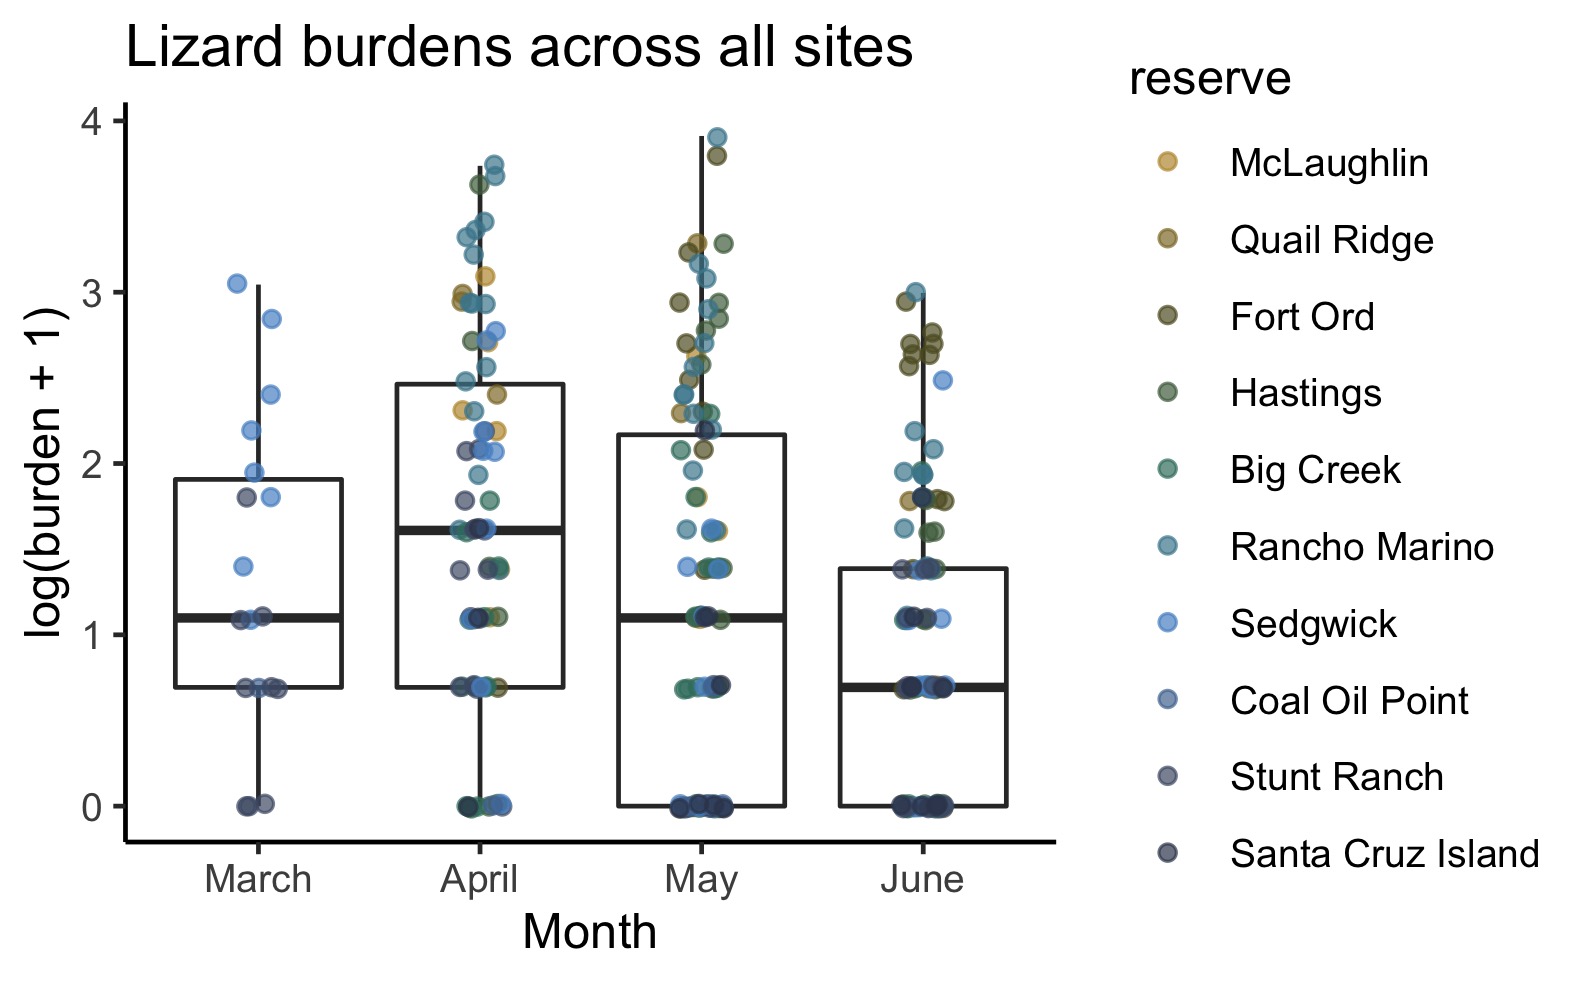 Lizard burdens across all sites
log(burden + 1)
4
3
2
1
0
March April May June
Month
reserve
McLaughlin
Quail Ridge
Fort Ord
Hastings
Big Creek
Rancho Marino
Sedgwick
Coal Oil Point
Stunt Ranch
Santa Cruz Island